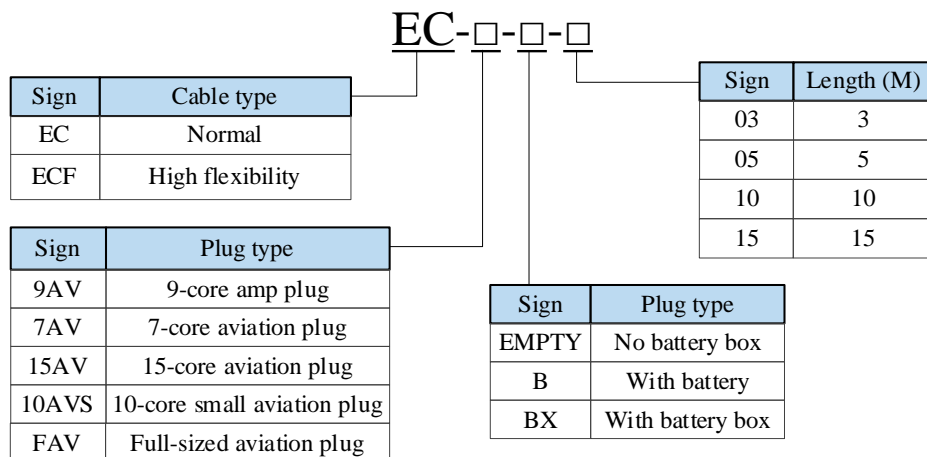 EC-□-□-□
Sign Cable type
EC Normal
ECF High flexibility
Sign Length (M)
03 3
05 5
10 10
15 15
Sign Plug type
9AV 9-core amp plug
7AV 7-core aviation plug
15AV 15-core aviation plug
10AVS 10-core small aviation plug
FAV Full-sized aviation plug
Sign Plug type
EMPTY No battery box
B With battery
BX With battery box